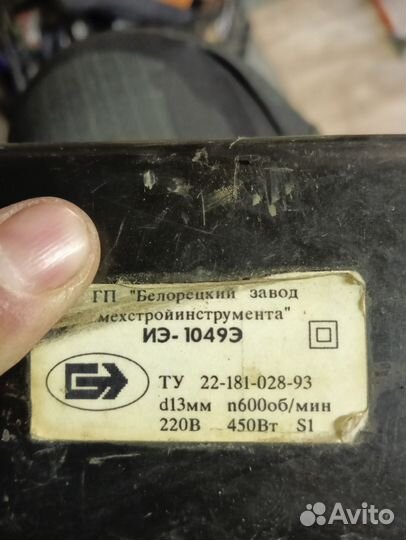 ГП "Белорецкий завод
мехстройинструмента"
ИЭ-1049Э
ТУ 22-181-028-93
d13мм n600об/мин
220В 450Вт S1
Avito